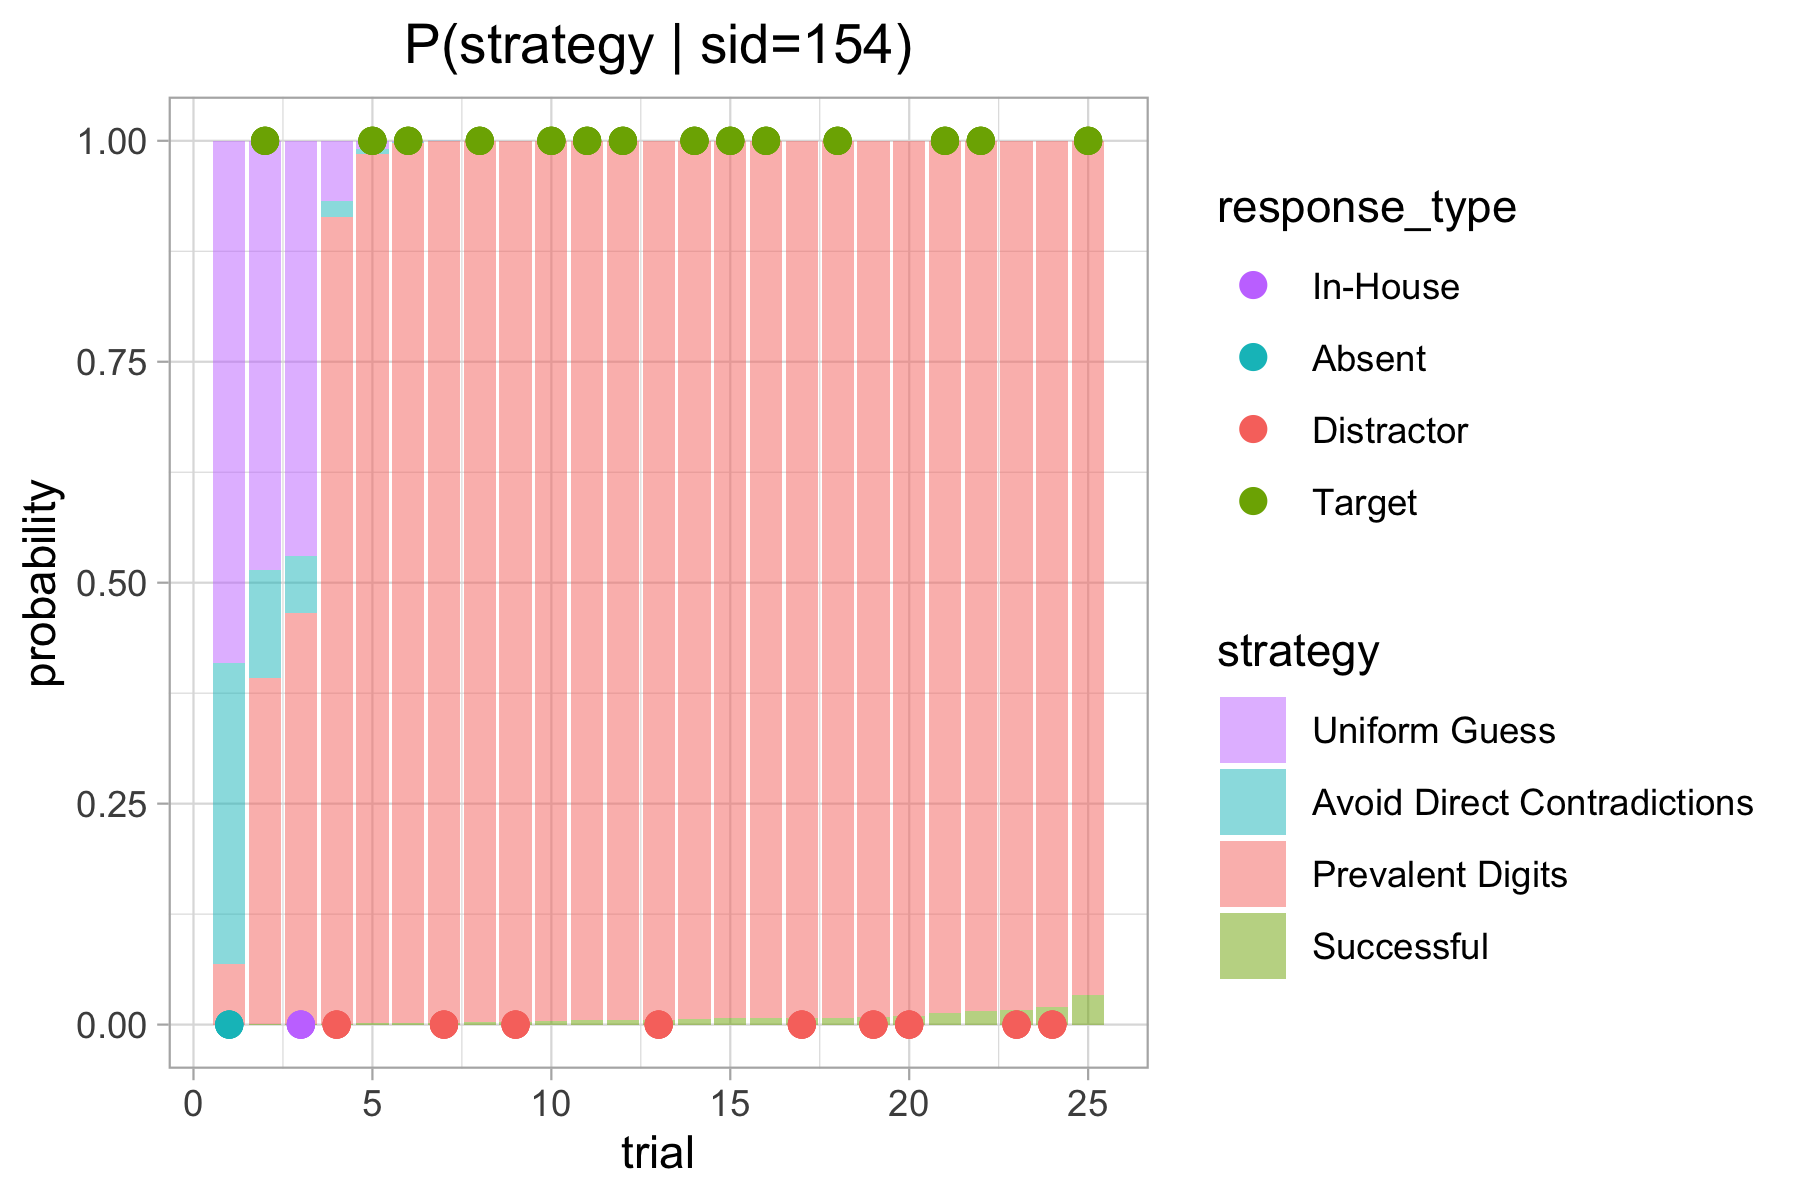 P(strategy | sid=154)
1.00
0.75
0.50
0.25
0.00
probability
0 5 10 15 20 25
trial
response_type
In-House
Absent
Distractor
Target
strategy
Uniform Guess
Avoid Direct Contradictions
Prevalent Digits
Successful